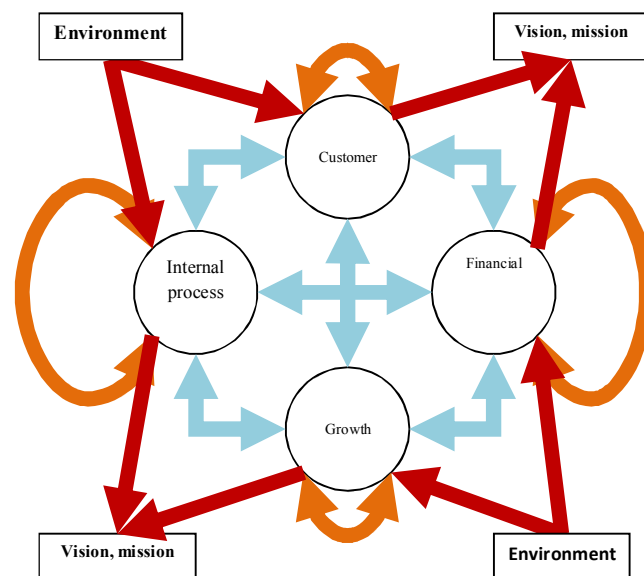 Environment
Vision, mission
Customer
Internal
process
Financial
Growth
Vision, mission
Environment